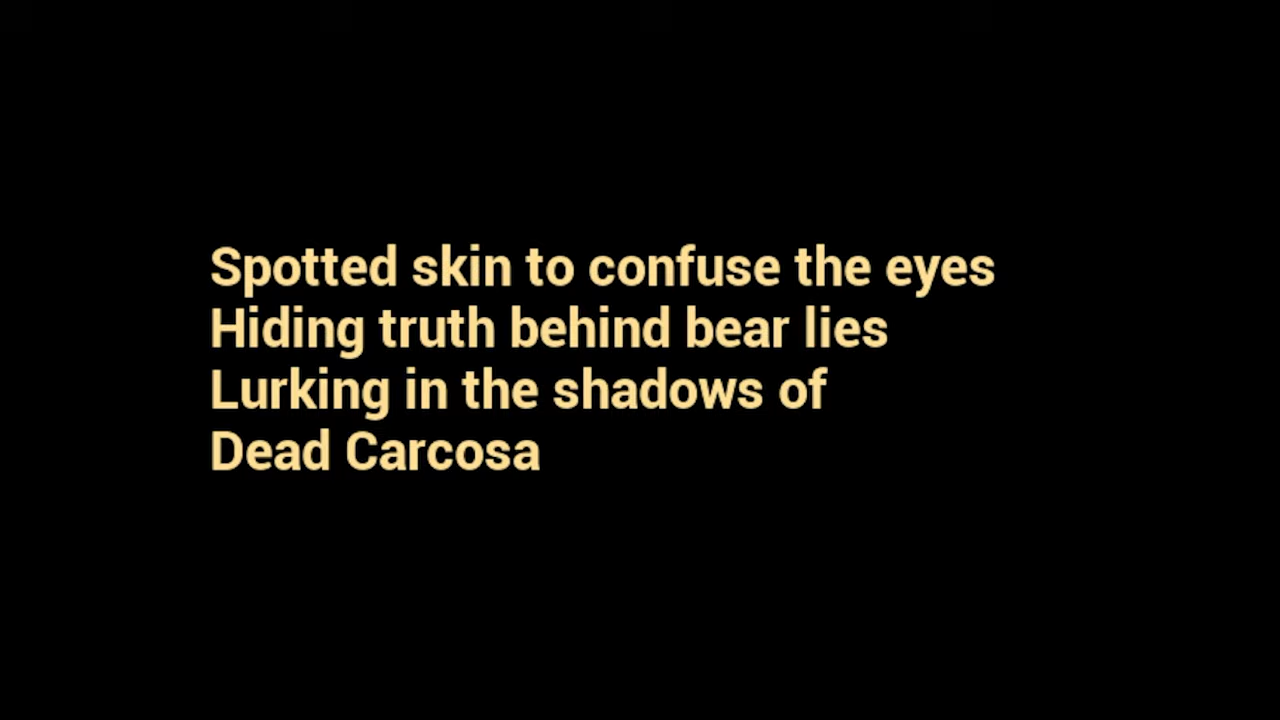 Spotted skin to confuse the eyes
Hiding truth behind bear lies
Lurking in the shadows of
Dead Carcosa